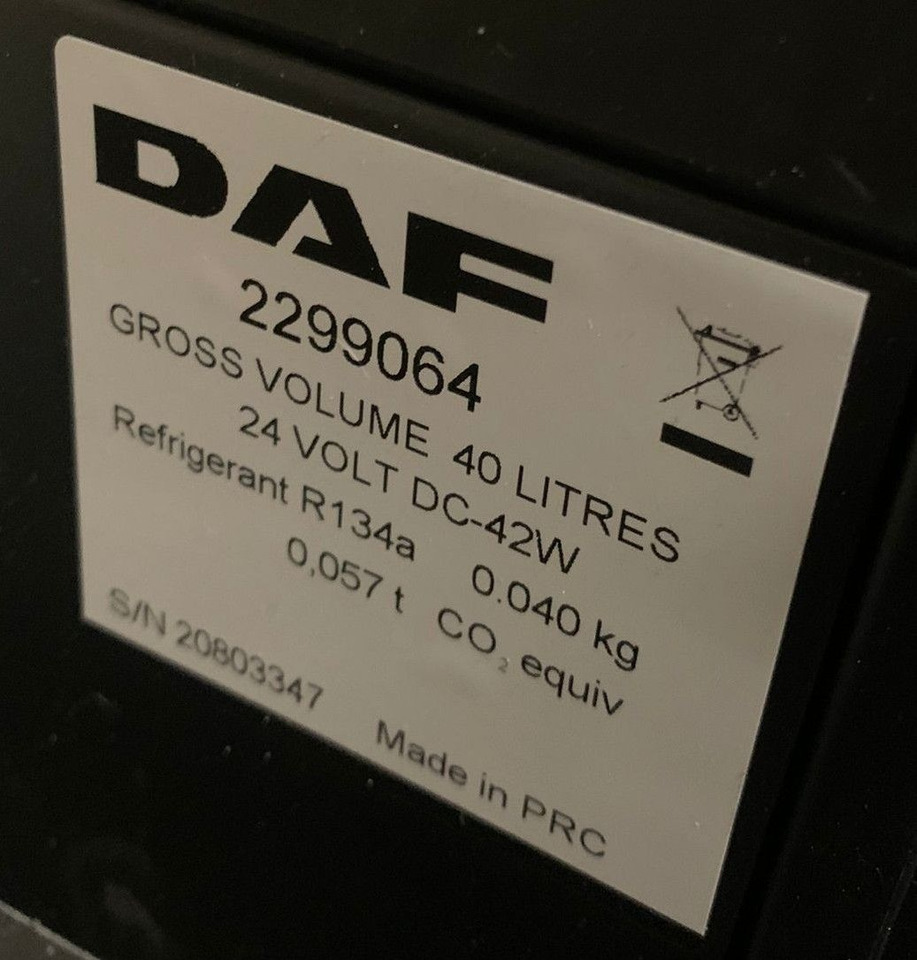 DAF
2299064
GROSS VOLUME 40 LITRES
24 VOLT DC-42W
Refrigerant R134a 0.040 kg
0,057 t CO₂ equiv
S/N 20803347 Made in PRC